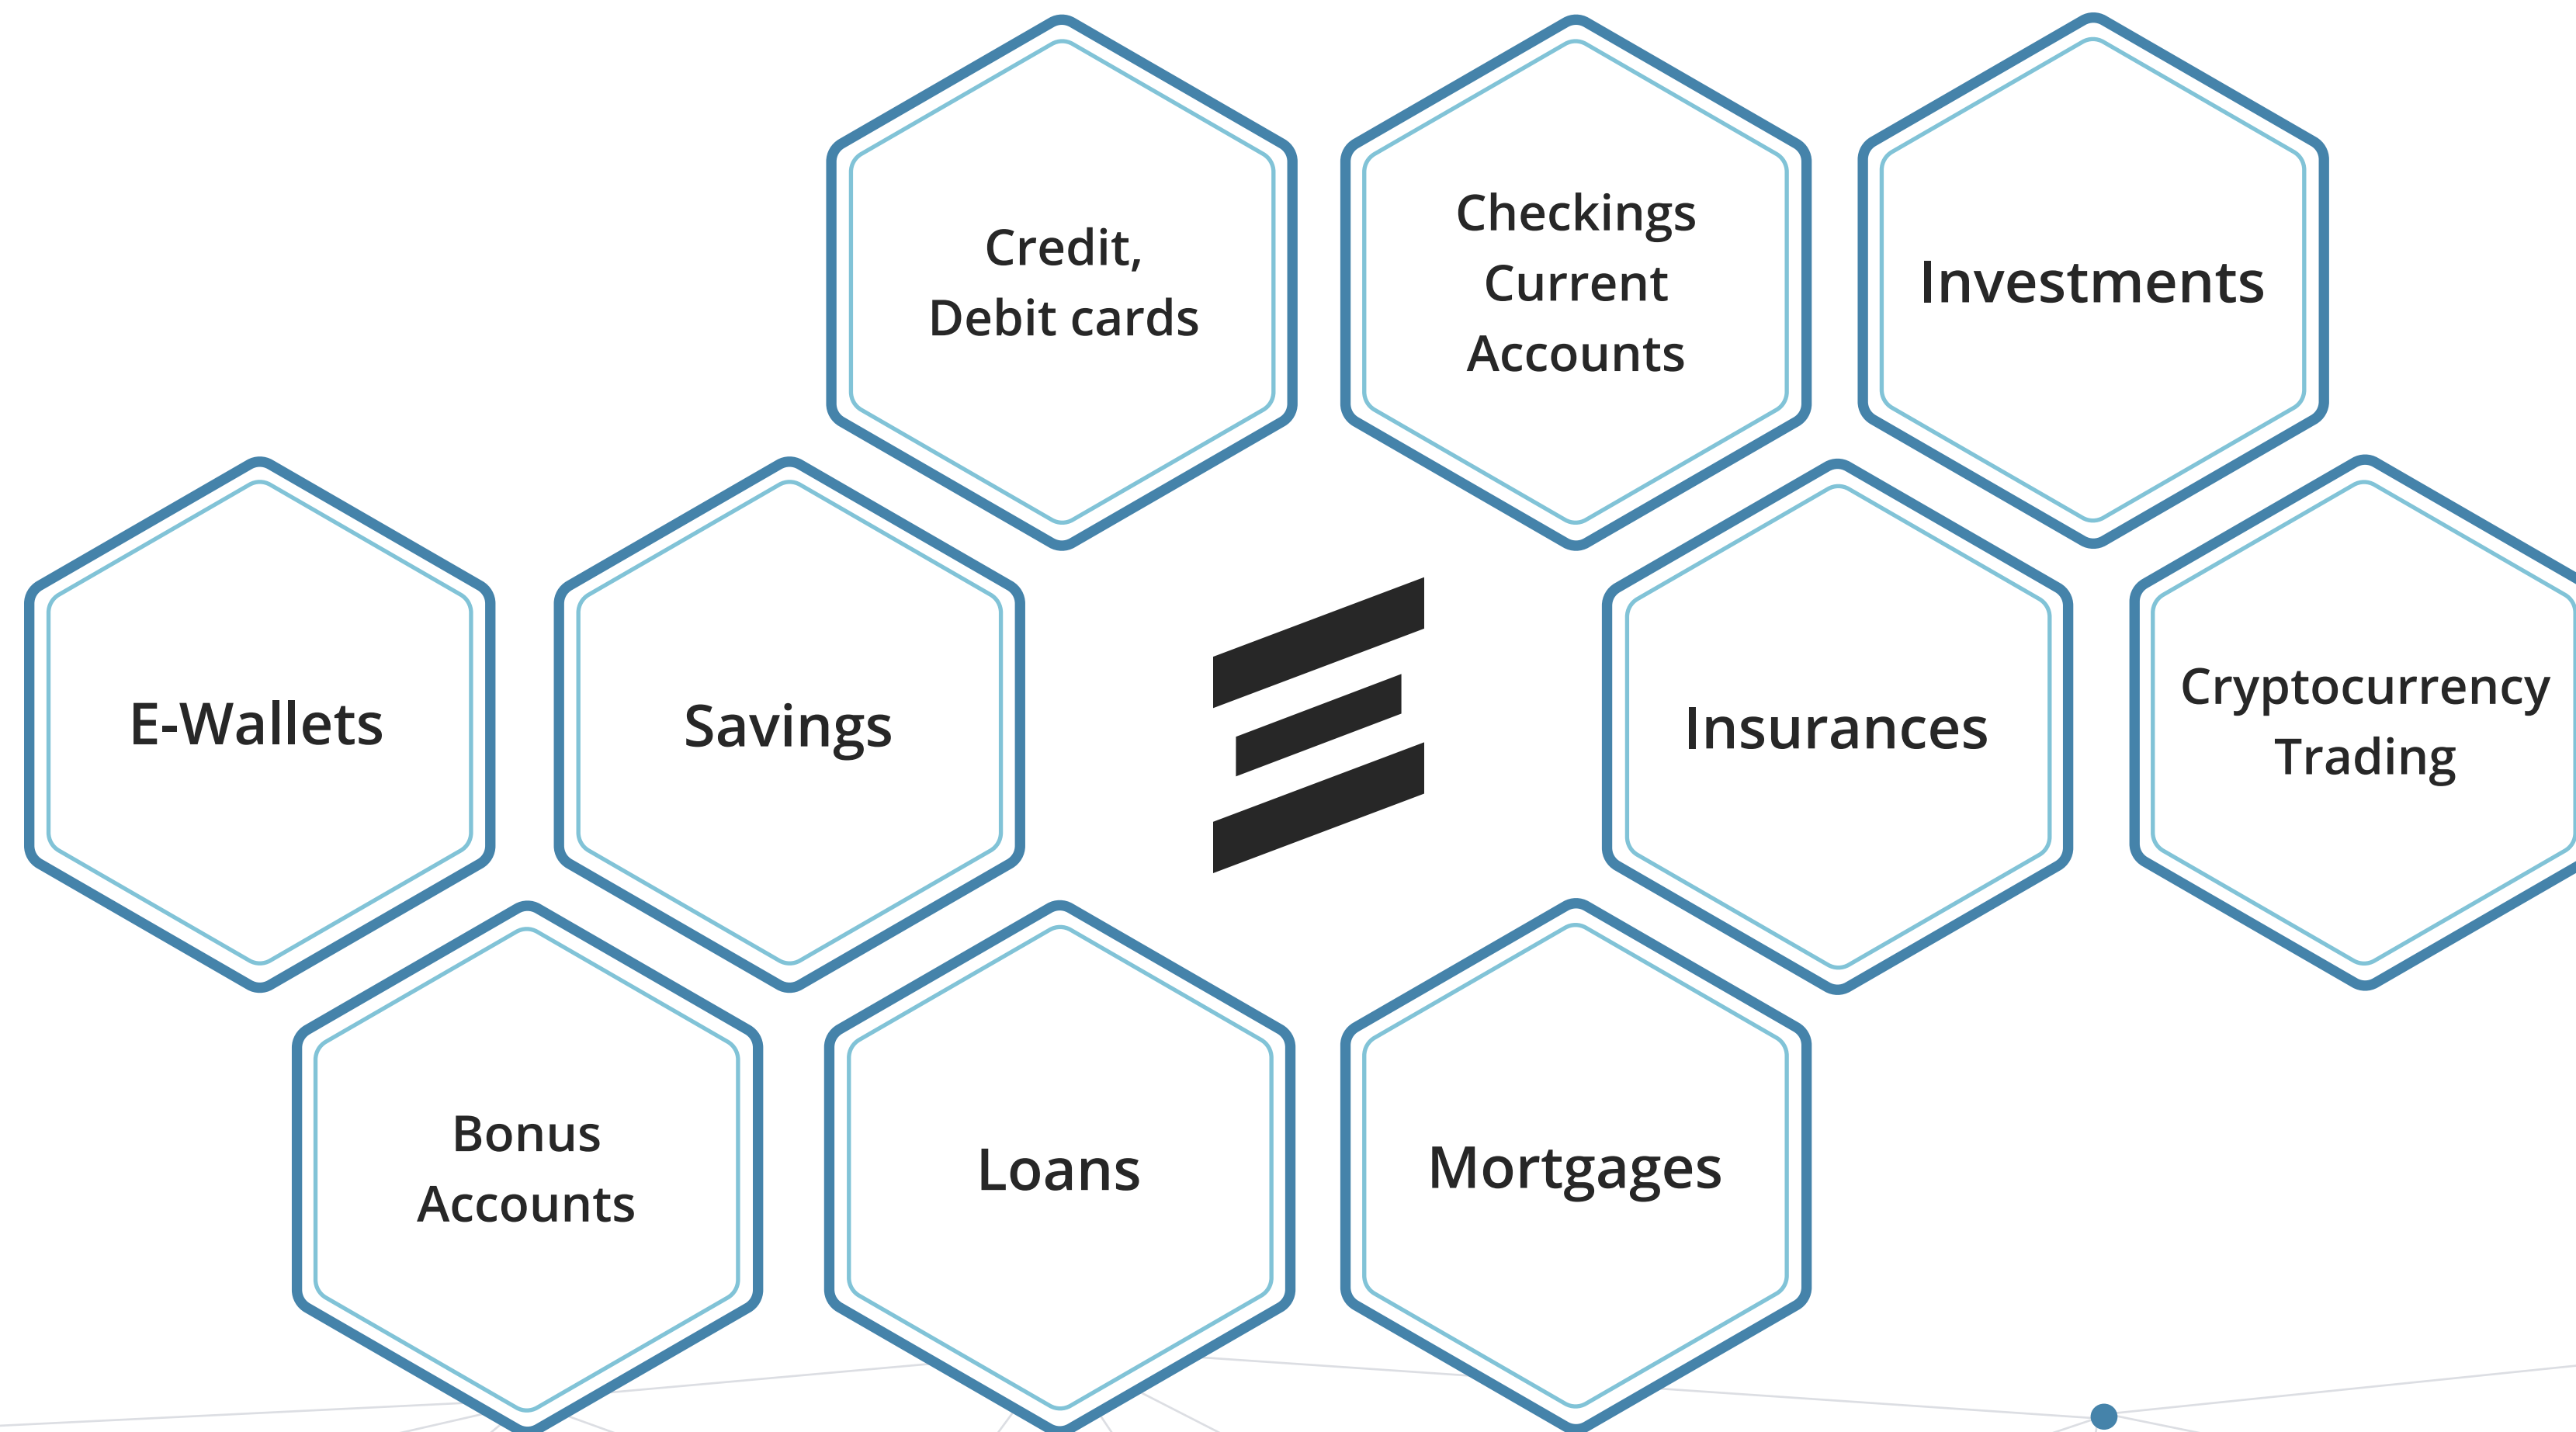 Credit,
Debit cards
Checkings
Current
Accounts
Investments
E-Wallets
Savings
Insurances
Cryptocurrency
Trading
Bonus
Accounts
Loans
Mortgages